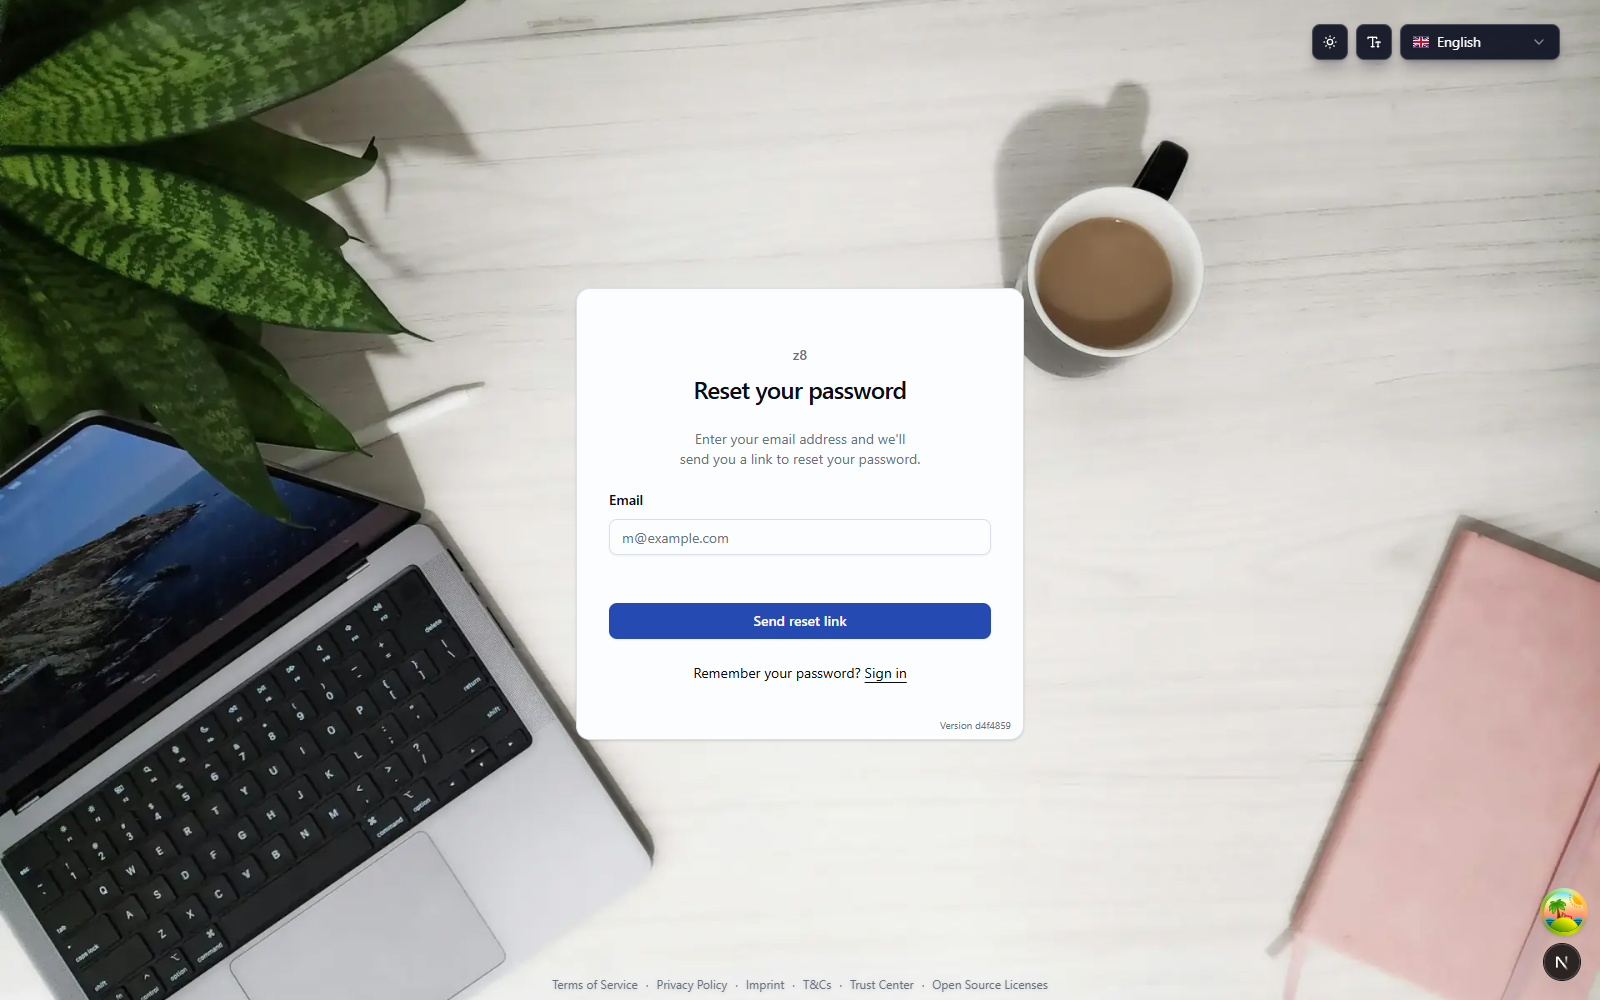 English
z8
Reset your password
Enter your email address and we'll
send you a link to reset your password.
Email
m@example.com
Send reset link
Remember your password? Sign in
Version d4f4859
Terms of Service · Privacy Policy · Imprint · T&Cs · Trust Center · Open Source Licenses